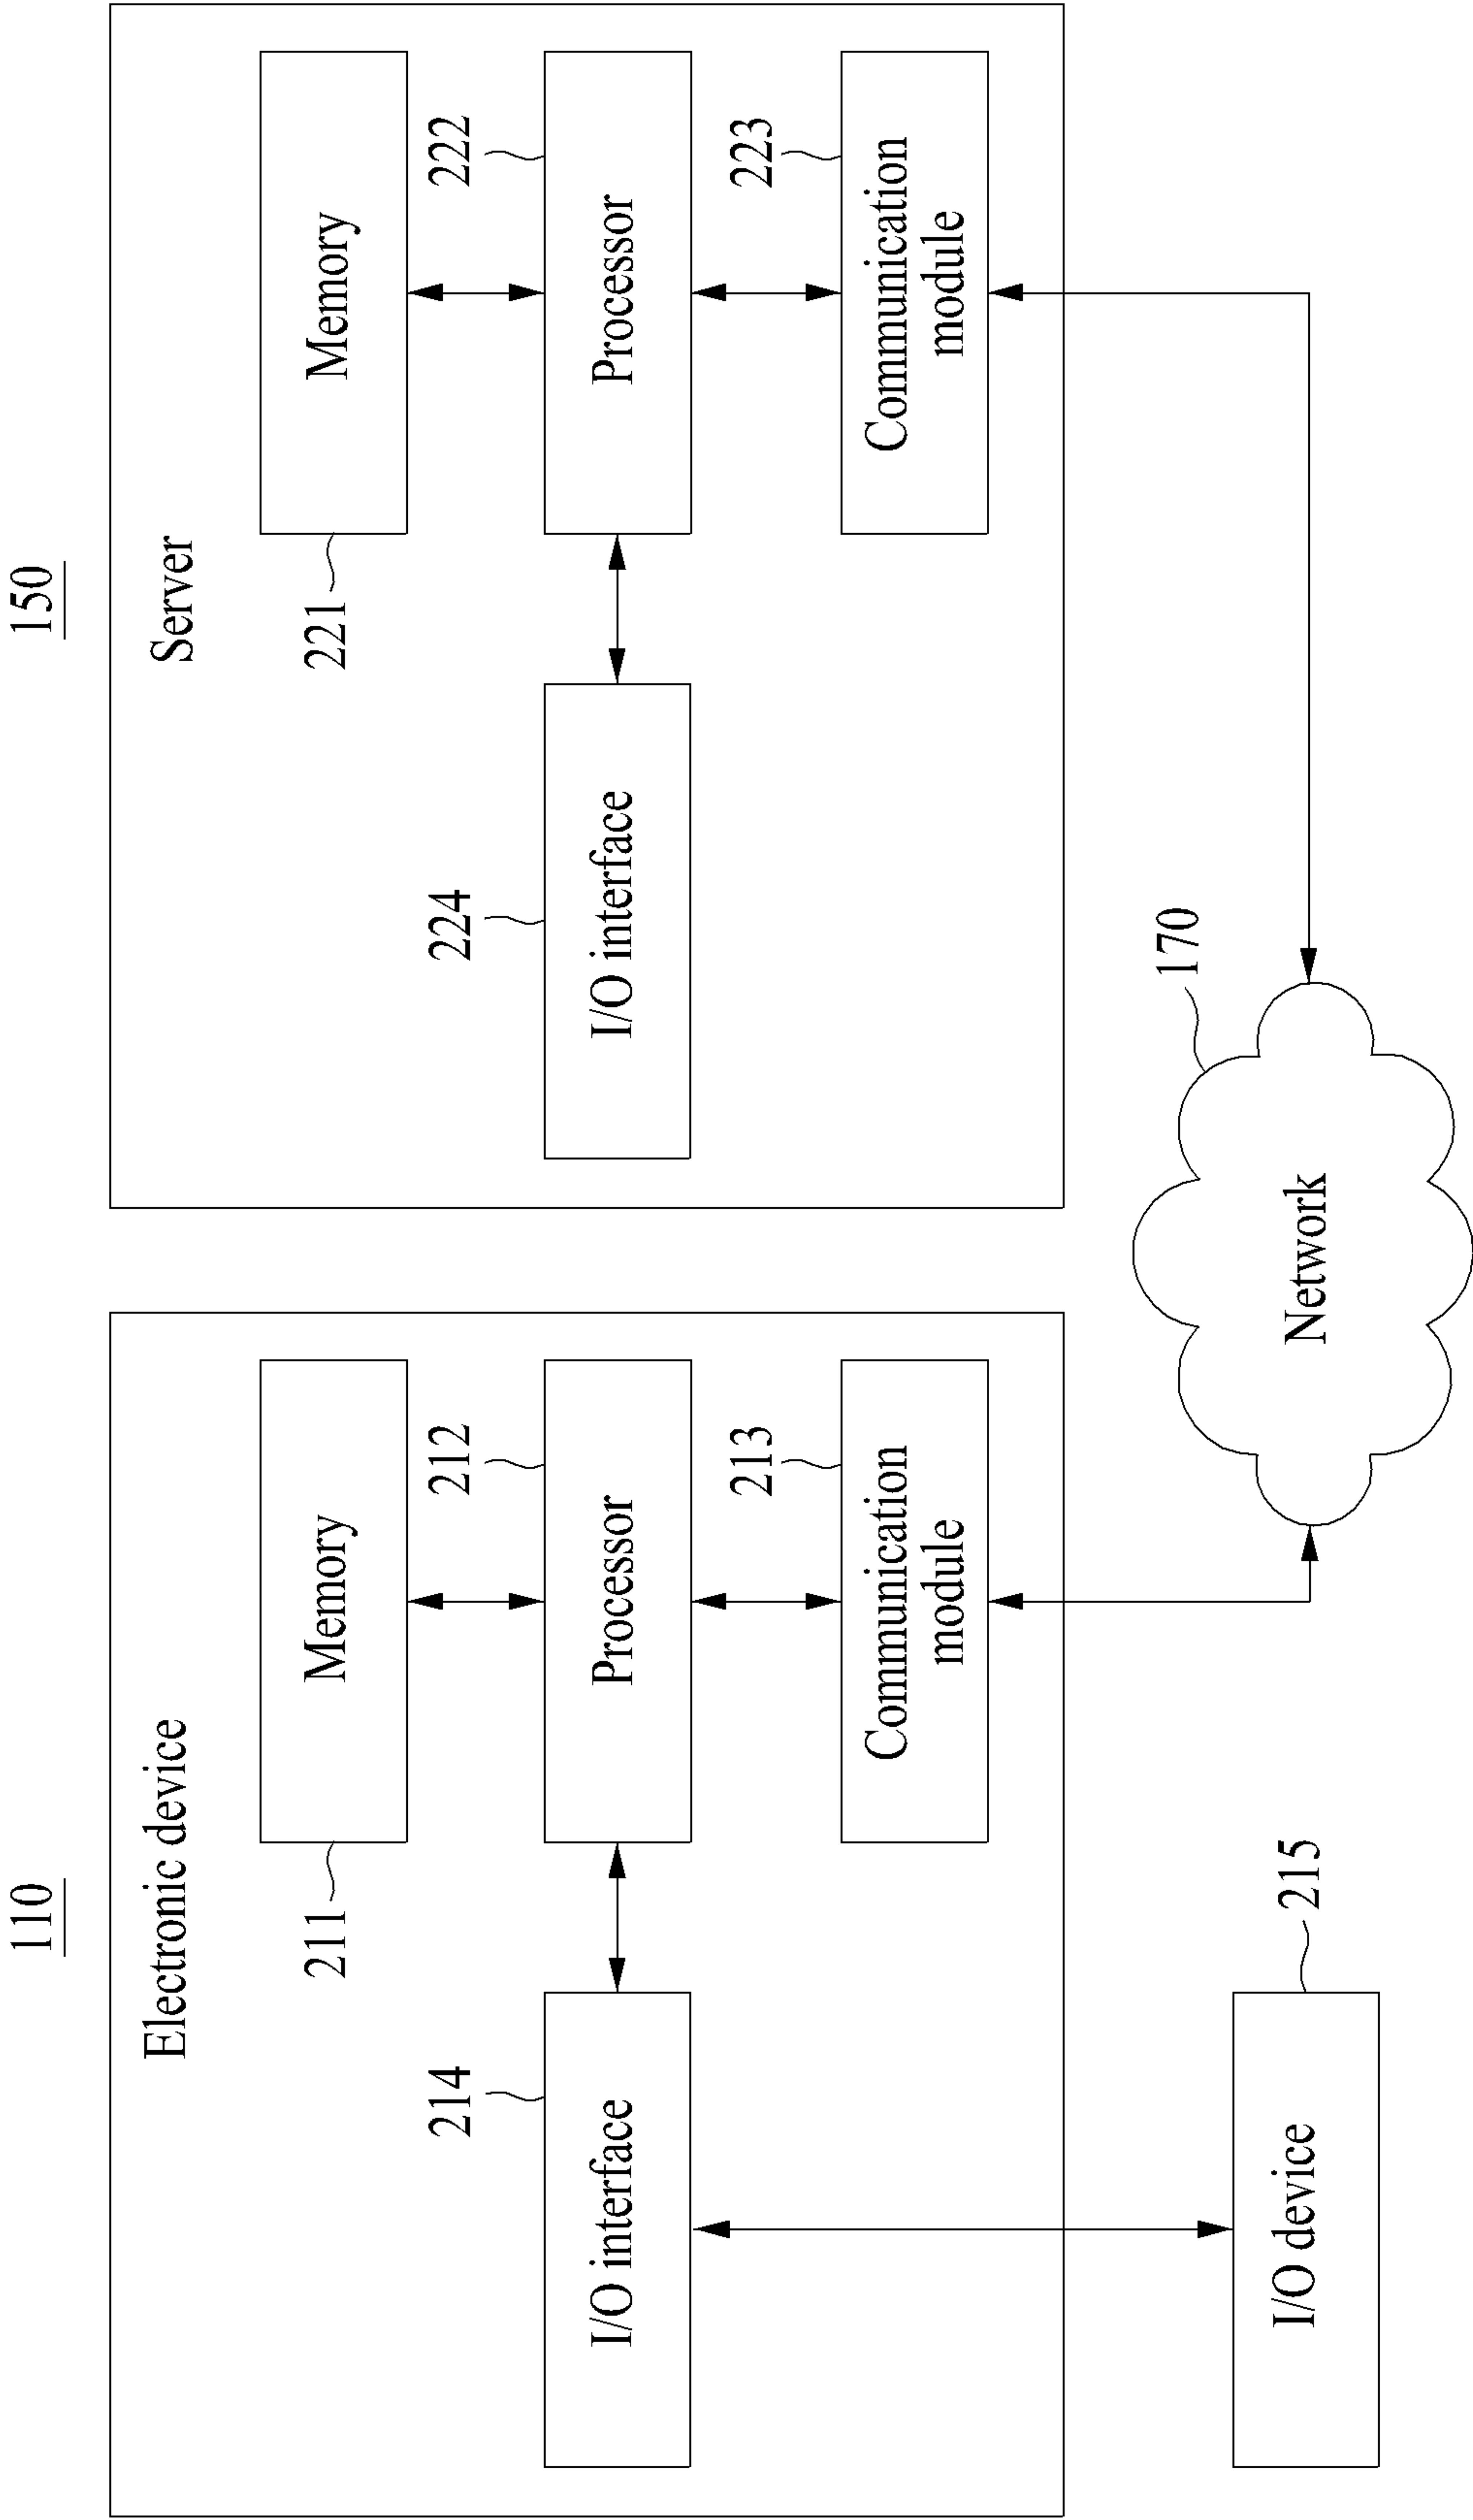 110
150
Electronic device
Server
211
Memory
221
Memory
214
212
224
222
I/O interface
Processor
I/O interface
Processor
213
223
Communication
module
Communication
module
170
215
I/O device
Network